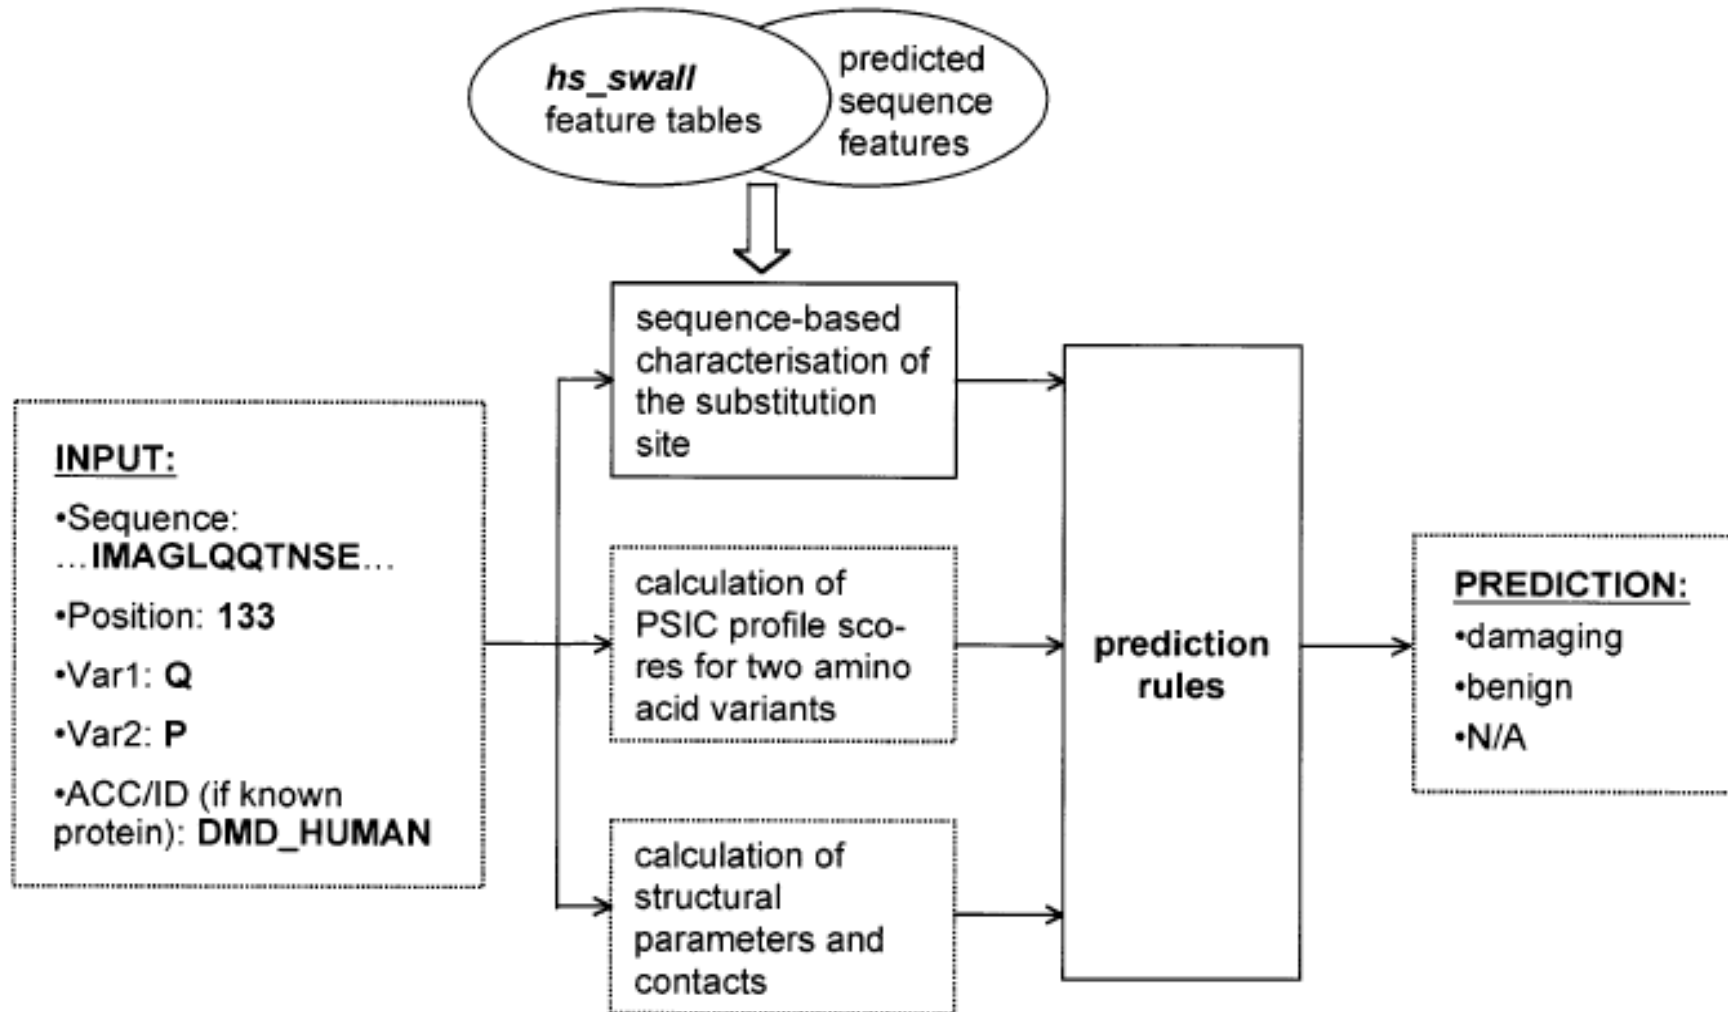 hs_swall
feature tables
predicted
sequence
features
sequence-based
characterisation of
the substitution
site
INPUT:
•Sequence:
...IMAGLQQTNSE...
•Position: 133
•Var1: Q
•Var2: P
•ACC/ID (if known
protein): DMD_HUMAN
calculation of
PSIC profile sco-
res for two amino
acid variants
calculation of
structural
parameters and
contacts
prediction
rules
PREDICTION:
•damaging
•benign
•N/A